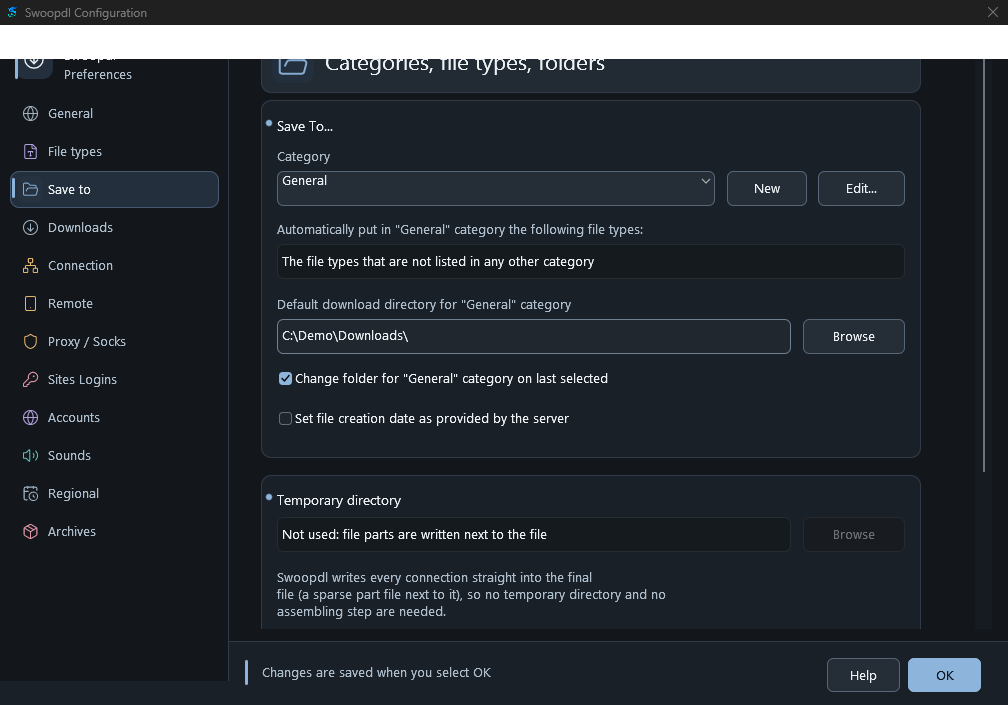 Swoopdl Configuration
Swoopdl
Preferences
General
File types
Save to
Downloads
Connection
Remote
Proxy / Socks
Sites Logins
Accounts
Sounds
Regional
Archives
Categories, file types, folders
Save To...
Category
General
New
Edit...
Automatically put in "General" category the following file types:
The file types that are not listed in any other category
Default download directory for "General" category
C:\Demo\Downloads\
Browse
Change folder for "General" category on last selected
Set file creation date as provided by the server
Temporary directory
Not used: file parts are written next to the file
Browse
Swoopdl writes every connection straight into the final
file (a sparse part file next to it), so no temporary directory and no
assembling step are needed.
Changes are saved when you select OK
Help
OK